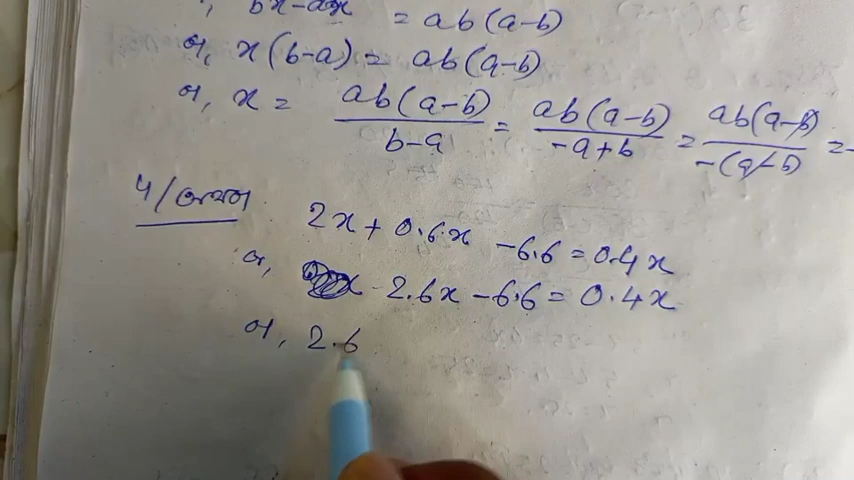 bx-ax = ab(a-b)
বা, x(b-a) = ab(a-b)
বা, x = ab(a-b)/b-a = ab(a-b)/-a+b = ab(a-b)/-(a-b) = -
4/
2x + 0.6x - 6.6 = 0.4x
বা, 2.6x - 6.6 = 0.4x
বা, 2.6